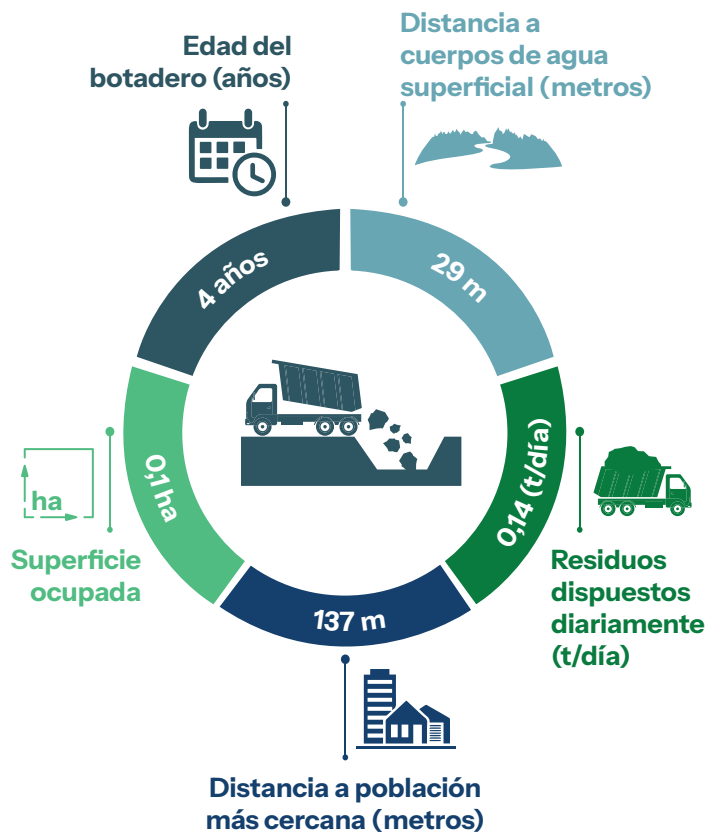 Edad del
botadero (años)
Distancia a
cuerpos de agua
superficial (metros)
4 años
29 m
0,1 ha
0,14 (t/día)
137 m
ha
Superficie
ocupada
Residuos
dispuestos
diariamente
(t/día)
Distancia a población
más cercana (metros)